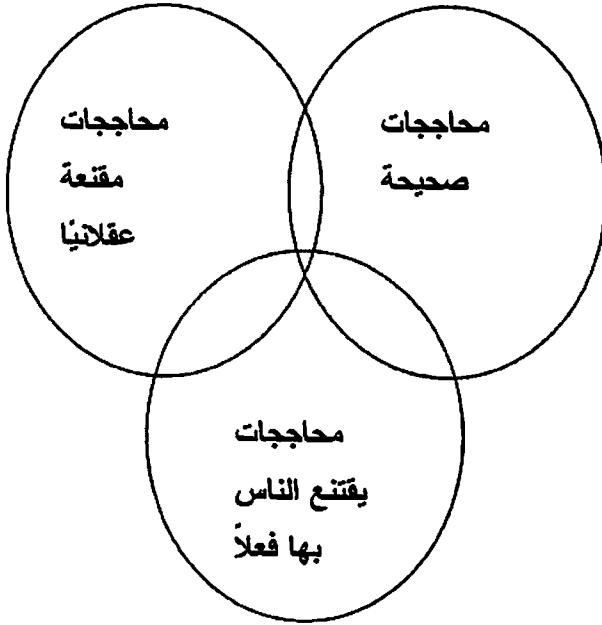 محاججات
مقنعة
عقلانيًا
محاججات
صحيحة
محاججات
يقتنع الناس
بها فعلاً